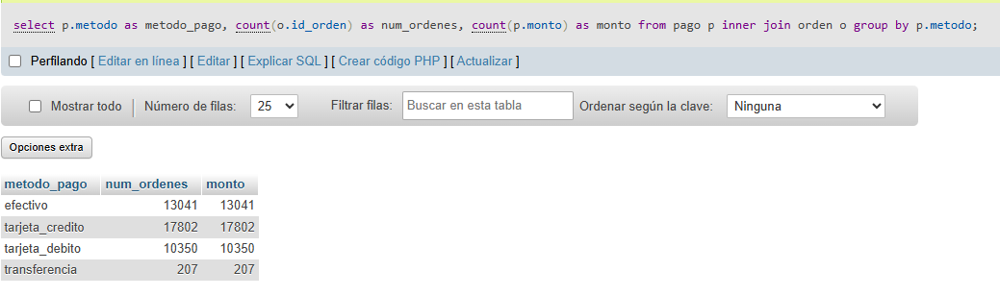 select p.metodo as metodo_pago, count(o.id_orden) as num_ordenes, count(p.monto) as monto from pago p inner join orden o group by p.metodo;
Perfilando [ Editar en línea ] [ Editar ] [ Explicar SQL ] [ Crear código PHP ] [ Actualizar ]
Mostrar todo Número de filas: 25 Filtrar filas: Buscar en esta tabla Ordenar según la clave: Ninguna
Opciones extra
metodo_pago num_ordenes monto
efectivo 13041 13041
tarjeta_credito 17802 17802
tarjeta_debito 10350 10350
transferencia 207 207